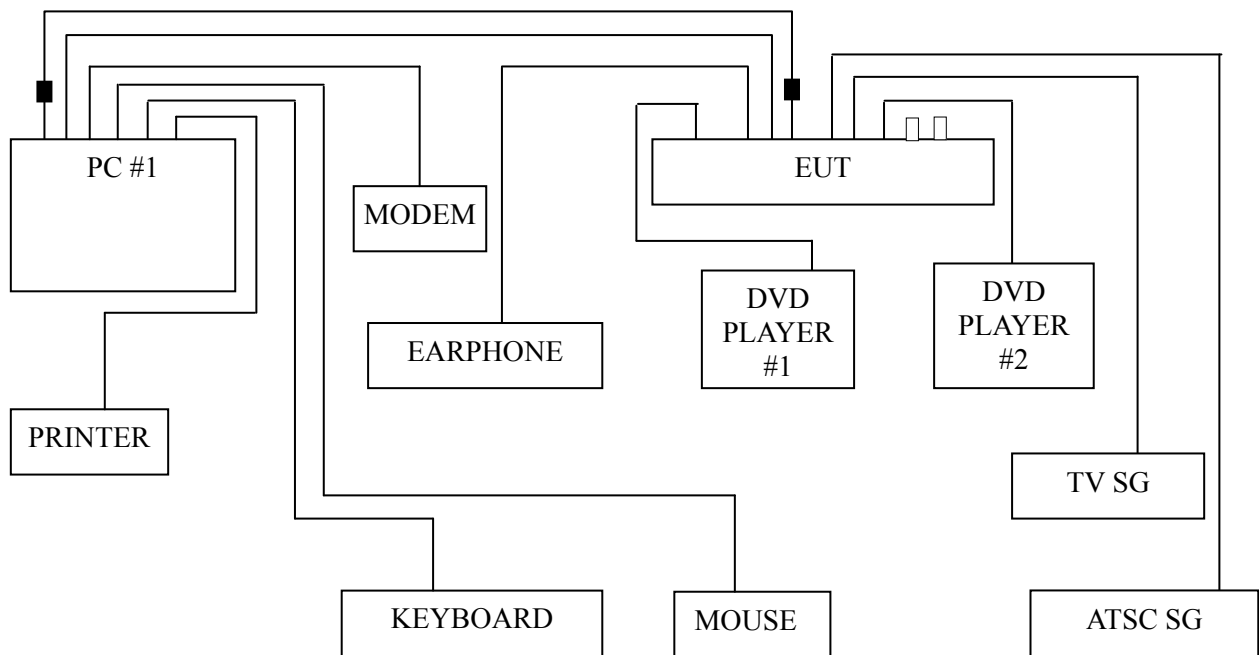 PC #1
EUT
MODEM
DVD
PLAYER
#1
DVD
PLAYER
#2
EARPHONE
PRINTER
TV SG
KEYBOARD
MOUSE
ATSC SG